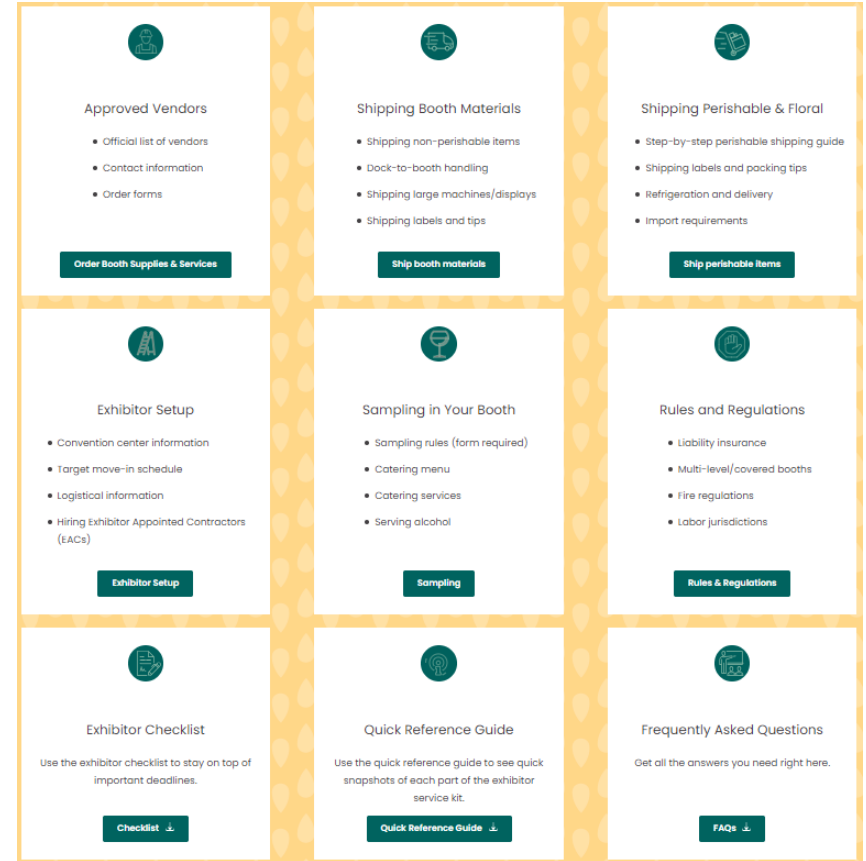 Approved Vendors
Official list of vendors
Contact information
Order forms
Order Booth Supplies & Services
Shipping Booth Materials
Shipping non-perishable items
Dock-to-booth handling
Shipping large machines/displays
Shipping labels and tips
Ship booth materials
Shipping Perishable & Floral
Step-by-step perishable shipping guide
Shipping labels and packing tips
Refrigeration and delivery
Import requirements
Ship perishable items
Exhibitor Setup
Convention center information
Target move-in schedule
Logistical information
Hiring Exhibitor Appointed Contractors
(EACs)
Exhibitor Setup
Sampling in Your Booth
Sampling rules (form required)
Catering menu
Catering services
Serving alcohol
Sampling
Rules and Regulations
Liability insurance
Multi-level/covered booths
Fire regulations
Labor jurisdictions
Rules & Regulations
Exhibitor Checklist
Use the exhibitor checklist to stay on top of
important deadlines.
Checklist
Quick Reference Guide
Use the quick reference guide to see quick
snapshots of each part of the exhibitor
service kit.
Quick Reference Guide
Frequently Asked Questions
Get all the answers you need right here.
FAQs